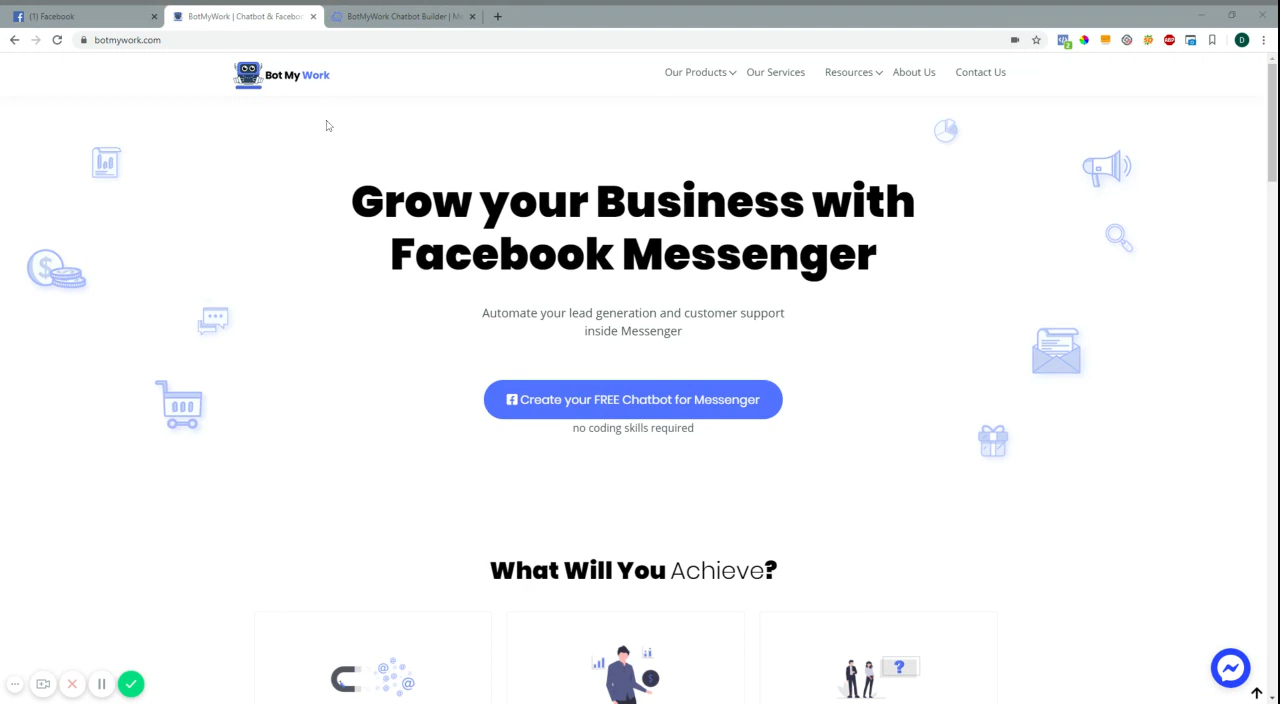 (1) Facebook
BotMyWork | Chatbot & Faceboo
BotMyWork Chatbot Builder | M
botmywork.com
2
ABP
D
Bot My Work
Our Products
Our Services
Resources
About Us
Contact Us
Grow your Business with
Facebook Messenger
Automate your lead generation and customer support
inside Messenger
Create your FREE Chatbot for Messenger
no coding skills required
What Will You Achieve?